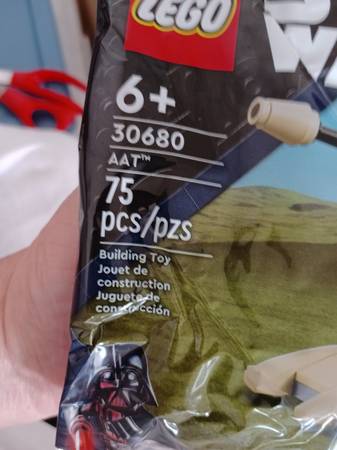 LEGO
6+
30680
AAT™
75
pcs/pzs
Building Toy
Jouet de
construction
Juguete de
construcción